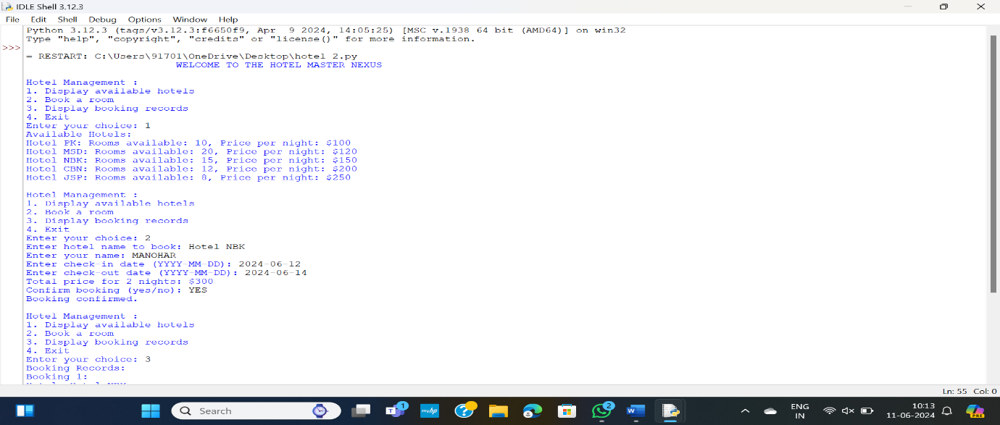 IDLE Shell 3.12.3
File Edit Shell Debug Options Window Help
Python 3.12.3 (tags/v3.12.3:f6650f9, Apr  9 2024, 14:05:25) [MSC v.1938 64 bit (AMD64)] on win32
Type "help", "copyright", "credits" or "license()" for more information.
>>>
= RESTART: C:\Users\91701\OneDrive\Desktop\hotel 2.py
WELCOME TO THE HOTEL MASTER NEXUS
Hotel Management :
1. Display available hotels
2. Book a room
3. Display booking records
4. Exit
Enter your choice: 1
Available Hotels:
Hotel PK: Rooms available: 10, Price per night: $100
Hotel MSD: Rooms available: 20, Price per night: $120
Hotel NBK: Rooms available: 15, Price per night: $150
Hotel CBN: Rooms available: 12, Price per night: $200
Hotel JSP: Rooms available: 8, Price per night: $250
Hotel Management :
1. Display available hotels
2. Book a room
3. Display booking records
4. Exit
Enter your choice: 2
Enter hotel name to book: Hotel NBK
Enter your name: MANOHAR
Enter check-in date (YYYY-MM-DD): 2024-06-12
Enter check-out date (YYYY-MM-DD): 2024-06-14
Total price for 2 nights: $300
Confirm booking (yes/no): YES
Booking confirmed.
Hotel Management :
1. Display available hotels
2. Book a room
3. Display booking records
4. Exit
Enter your choice: 3
Booking Records:
Booking 1:
Ln: 55 Col: 0
Search
1
myhp
2
ENG
IN
10:13
11-06-2024
PRE